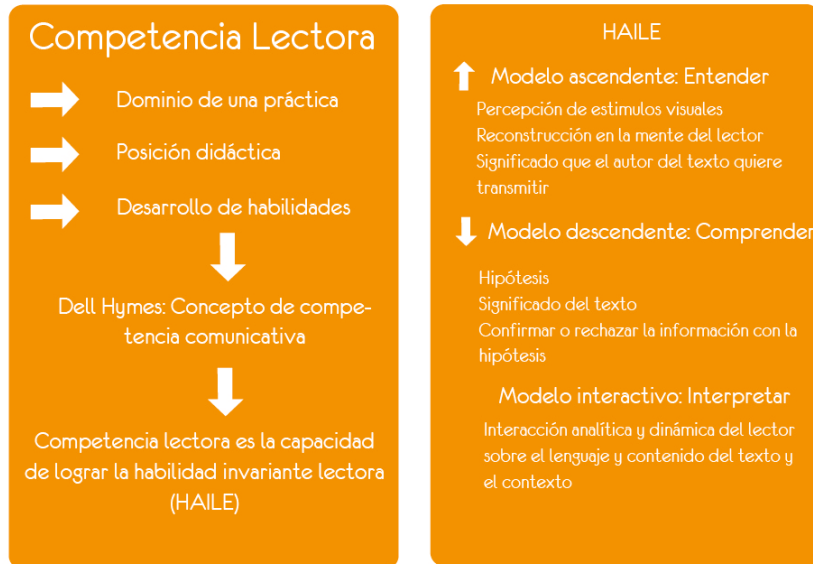 Competencia Lectora
Dominio de una práctica
Posición didáctica
Desarrollo de habilidades
Dell Hymes: Concepto de compe-
tencia comunicativa
Competencia lectora es la capacidad
de lograr la habilidad invariante lectora
(HAILE)
HAILE
Modelo ascendente: Entender
Percepción de estimulos visuales
Reconstrucción en la mente del lector
Significado que el autor del texto quiere
transmitir
Modelo descendente: Comprender
Hipótesis
Significado del texto
Confirmar o rechazar la información con la
hipótesis
Modelo interactivo: Interpretar
Interacción analítica y dinámica del lector
sobre el lenguaje y contenido del texto y
el contexto